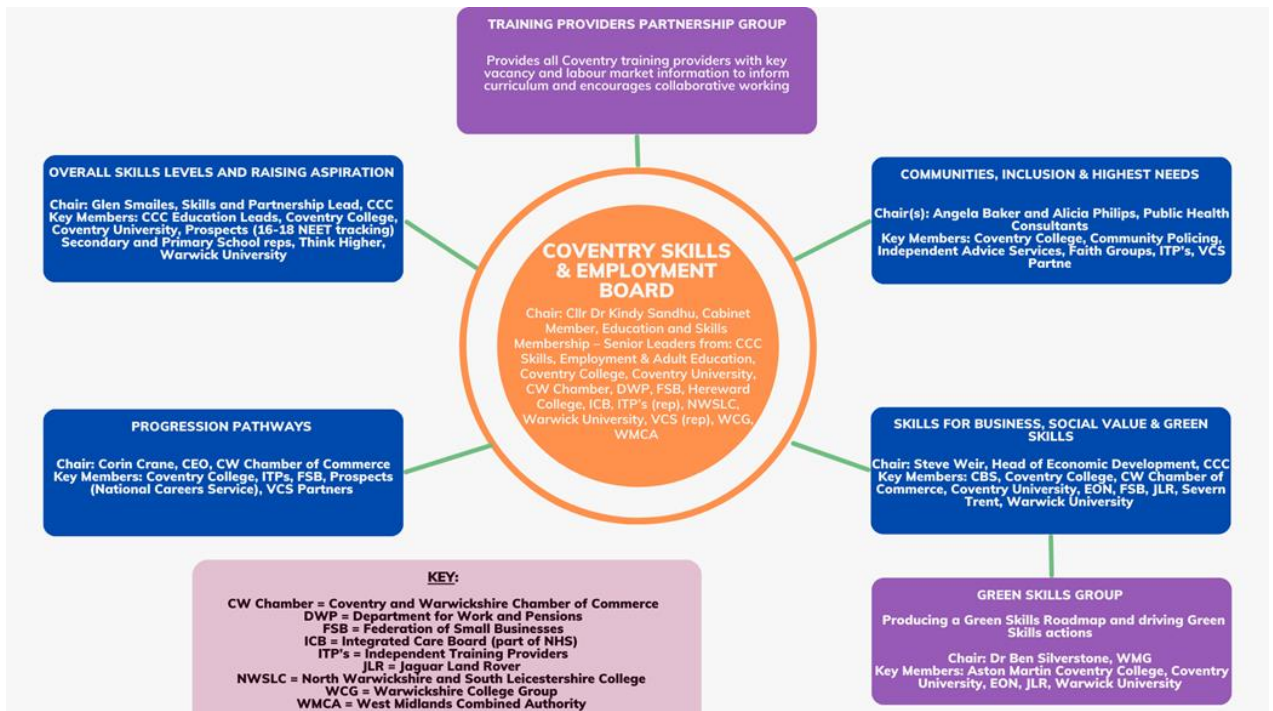 TRAINING PROVIDERS PARTNERSHIP GROUP
Provides all Coventry training providers with key
vacancy and labour market information to inform
curriculum and encourages collaborative working
OVERALL SKILLS LEVELS AND RAISING ASPIRATION
Chair: Glen Smailes, Skills and Partnership Lead, CCC
Key Members: CCC Education Leads, Coventry College,
Coventry University, Prospects (16-18 NEET tracking)
Secondary and Primary School reps, Think Higher,
Warwick University
COMMUNITIES, INCLUSION & HIGHEST NEEDS
Chair(s): Angela Baker and Alicia Philips, Public Health
Consultants
Key Members: Coventry College, Community Policing,
Independent Advice Services, Faith Groups, ITP's, VCS
Partne
COVENTRY SKILLS
& EMPLOYMENT
BOARD
Chair: Cllr Dr Kindy Sandhu, Cabinet
Member, Education and Skills
Membership – Senior Leaders from: CCC
Skills, Employment & Adult Education,
Coventry College, Coventry University,
CW Chamber, DWP, FSB, Hereward
College, ICB, ITP's (rep), NWSLC,
Warwick University, VCS (rep), WCG,
WMCA
PROGRESSION PATHWAYS
Chair: Corin Crane, CEO, CW Chamber of Commerce
Key Members: Coventry College, ITPs, FSB, Prospects
(National Careers Service), VCS Partners
SKILLS FOR BUSINESS, SOCIAL VALUE & GREEN
SKILLS
Chair: Steve Weir, Head of Economic Development, CCC
Key Members: CBS, Coventry College, CW Chamber of
Commerce, Coventry University, EON, FSB, JLR, Severn
Trent, Warwick University
KEY:
CW Chamber = Coventry and Warwickshire Chamber of Commerce
DWP = Department for Work and Pensions
FSB = Federation of Small Businesses
ICB = Integrated Care Board (part of NHS)
ITP's = Independent Training Providers
JLR = Jaguar Land Rover
NWSLC = North Warwickshire and South Leicestershire College
WCG = Warwickshire College Group
WMCA = West Midlands Combined Authority
GREEN SKILLS GROUP
Producing a Green Skills Roadmap and driving Green
Skills actions
Chair: Dr Ben Silverstone, WMG
Key Members: Aston Martin Coventry College, Coventry
University, EON, JLR, Warwick University